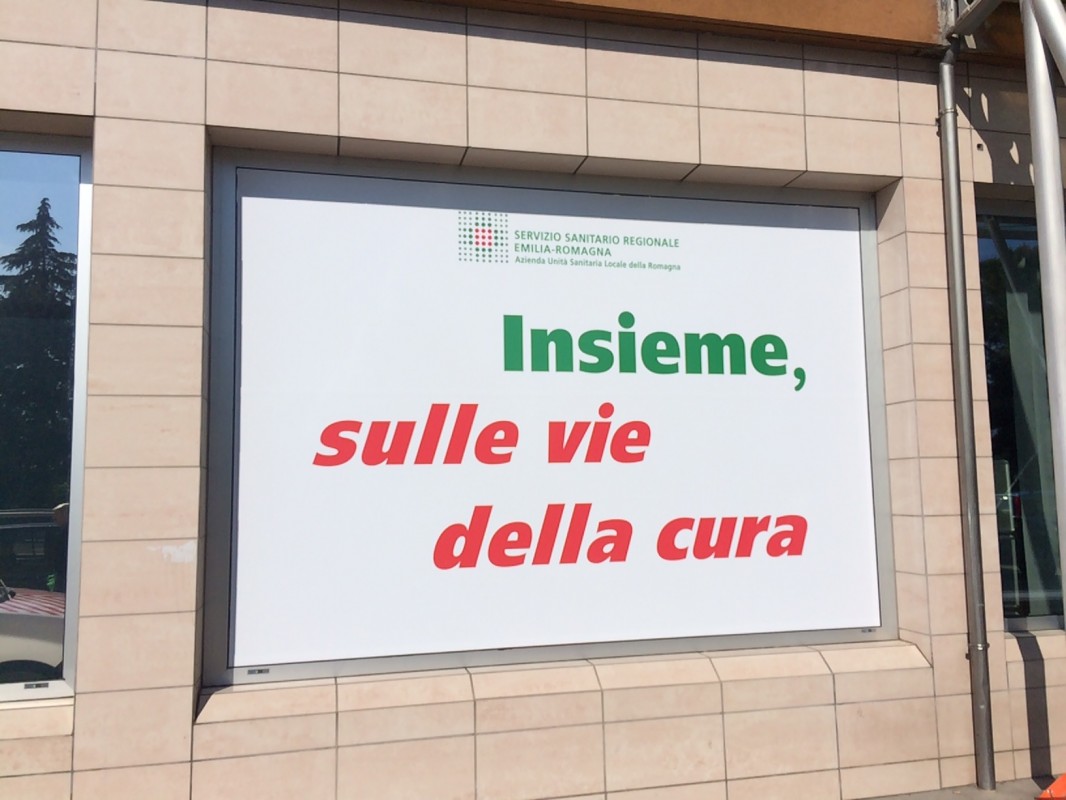 SERVIZIO SANITARIO REGIONALE
EMILIA-ROMAGNA
Azienda Unità Sanitaria Locale della Romagna
Insieme,
sulle vie
della cura